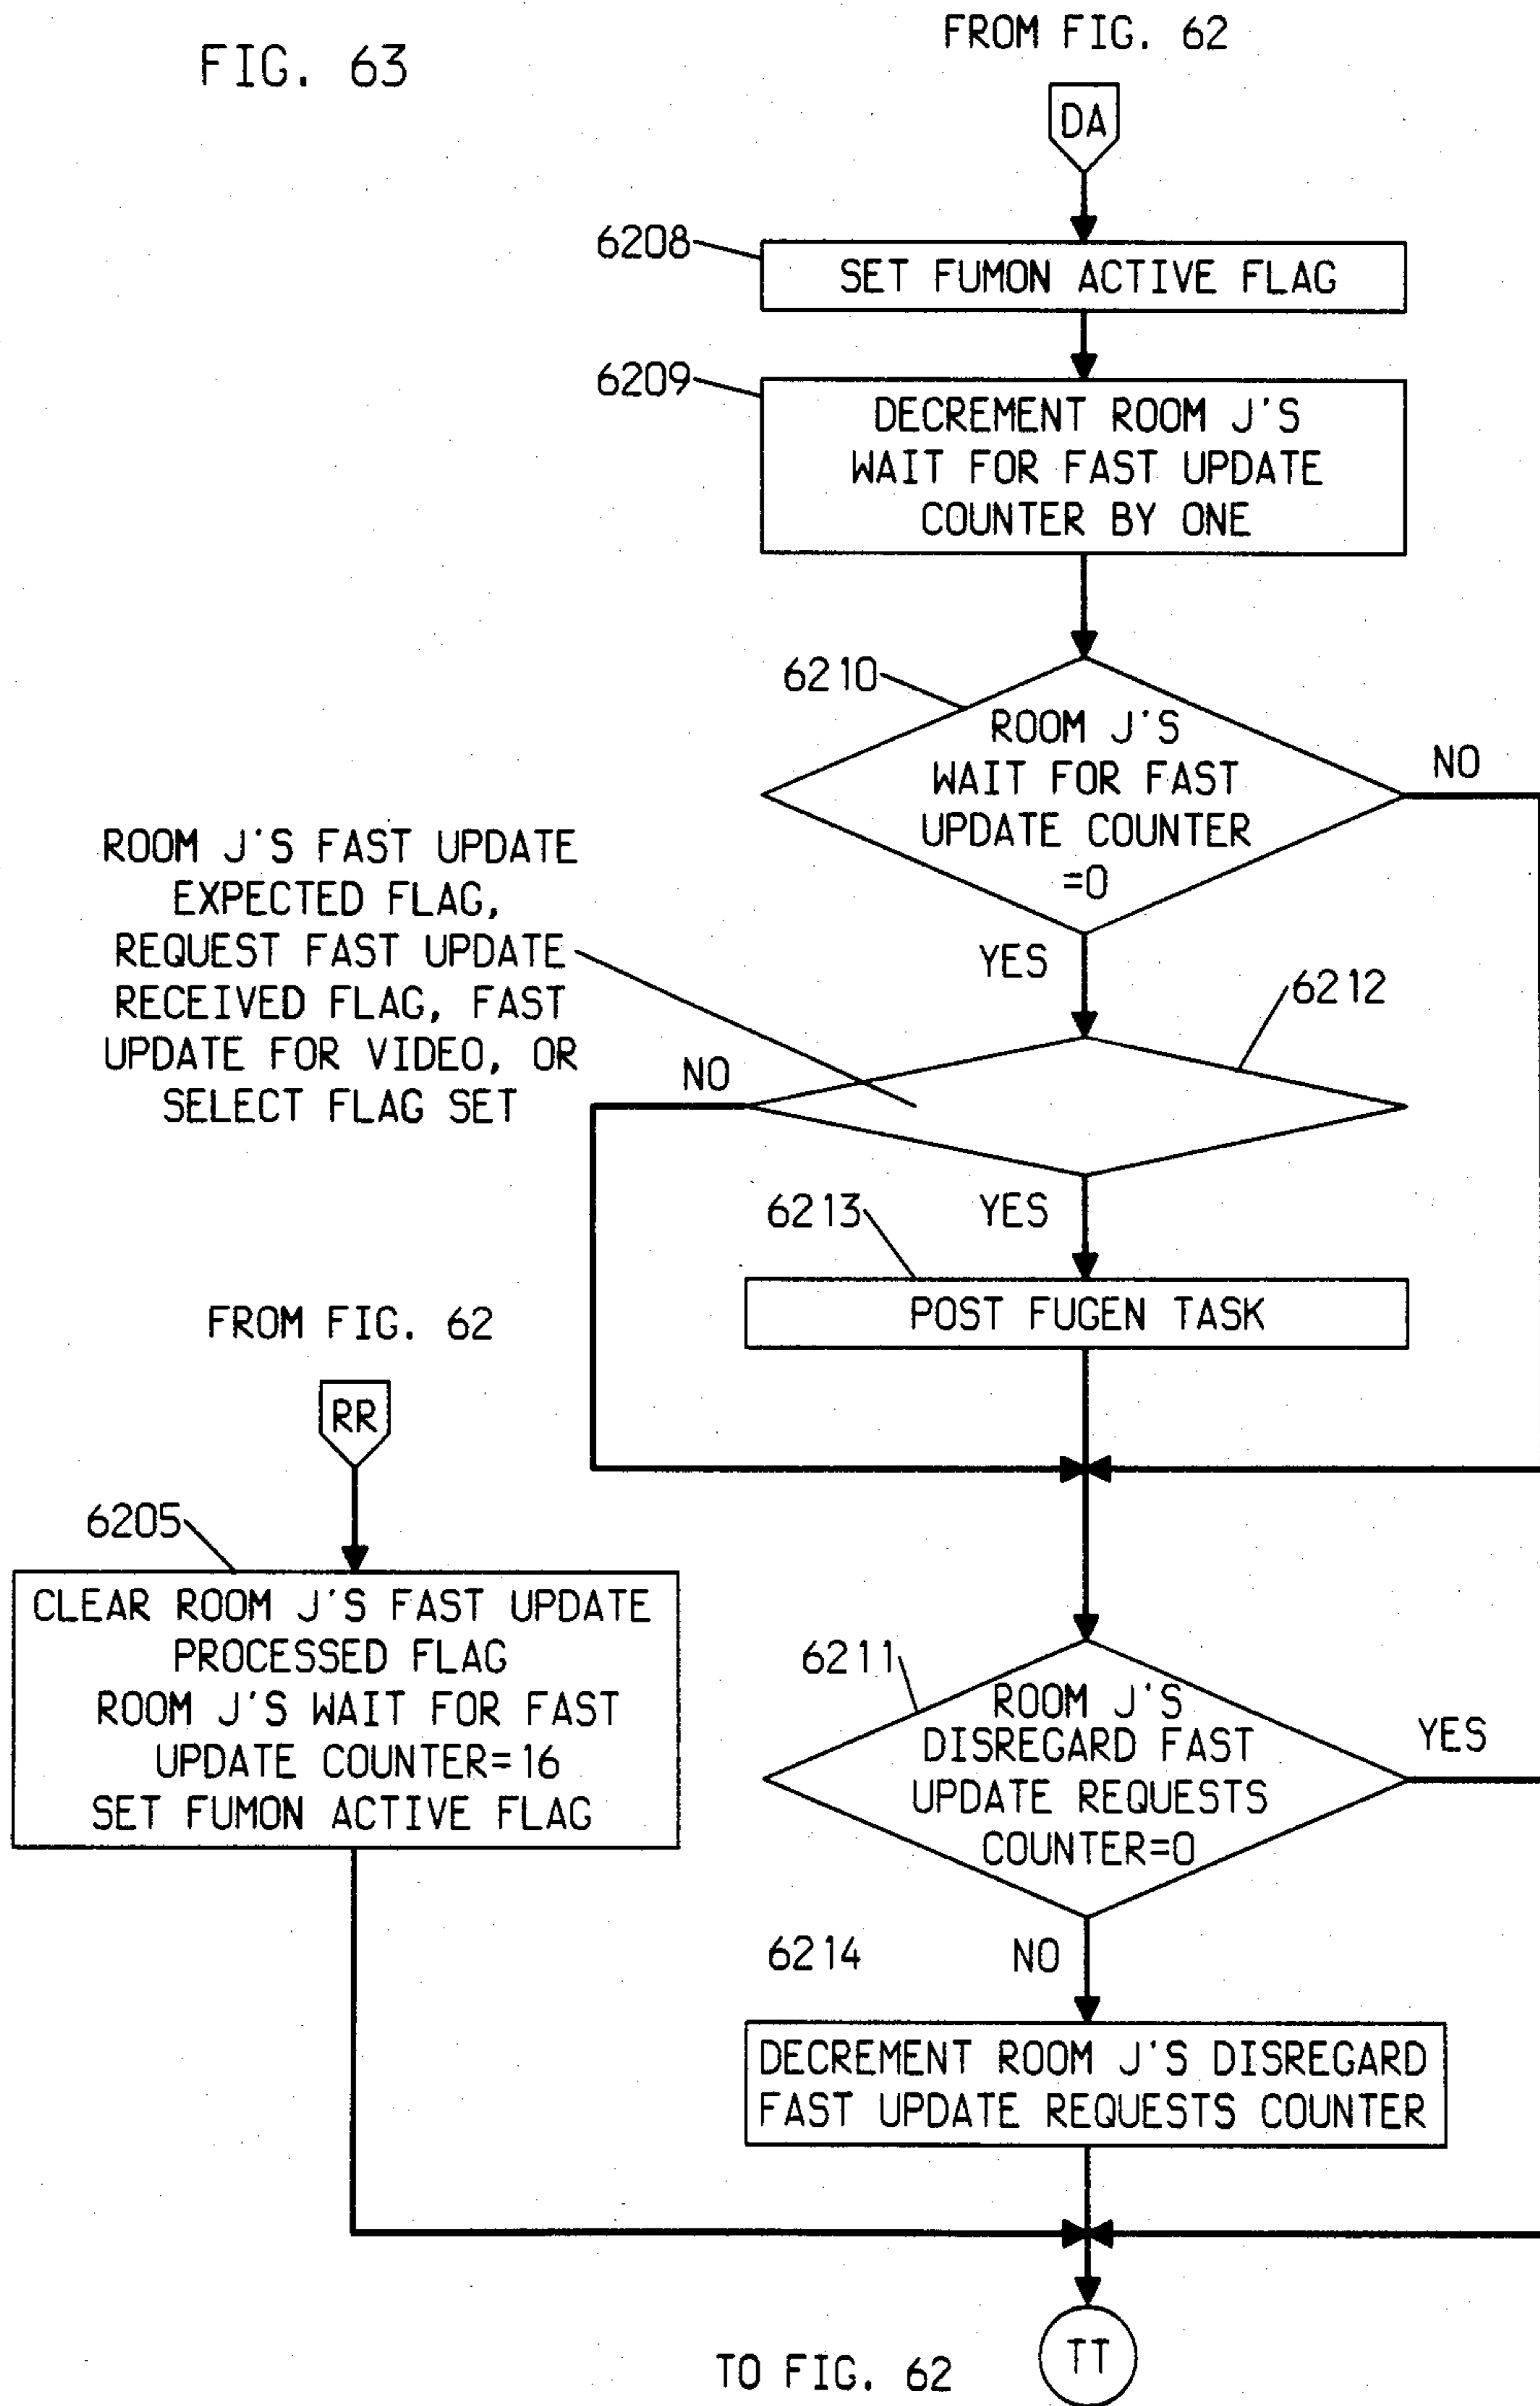 FIG. 63
FROM FIG. 62
DA
6208
SET FUMON ACTIVE FLAG
6209
DECREMENT ROOM J'S
WAIT FOR FAST UPDATE
COUNTER BY ONE
6210
ROOM J'S
WAIT FOR FAST
UPDATE COUNTER
=0
NO
YES
ROOM J'S FAST UPDATE
EXPECTED FLAG,
REQUEST FAST UPDATE
RECEIVED FLAG, FAST
UPDATE FOR VIDEO, OR
SELECT FLAG SET
6212
NO
YES
6213
POST FUGEN TASK
FROM FIG. 62
RR
6205
CLEAR ROOM J'S FAST UPDATE
PROCESSED FLAG
ROOM J'S WAIT FOR FAST
UPDATE COUNTER=16
SET FUMON ACTIVE FLAG
6211
ROOM J'S
DISREGARD FAST
UPDATE REQUESTS
COUNTER=0
YES
NO
6214
DECREMENT ROOM J'S DISREGARD
FAST UPDATE REQUESTS COUNTER
TT
TO FIG. 62